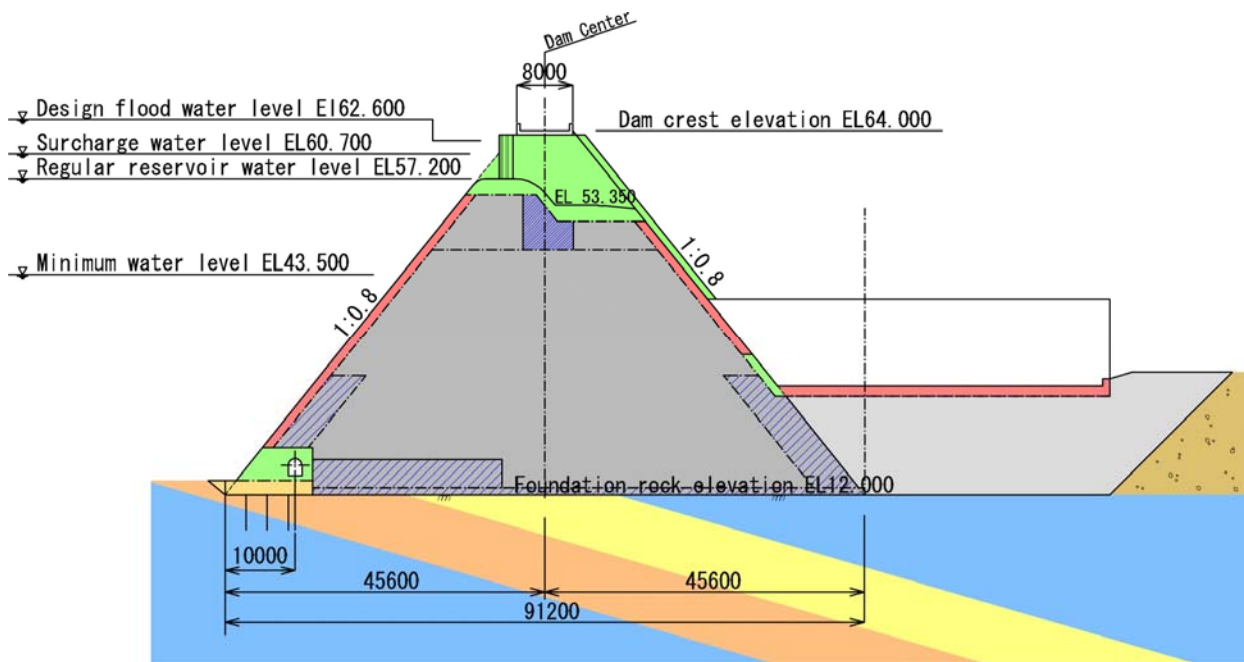 Dam Center
8000
Design flood water level El62.600
Dam crest elevation EL64.000
Surcharge water level EL60.700
Regular reservoir water level EL57.200
EL 53.350
Minimum water level EL43.500
1:0.8
1:0.8
Foundation rock elevation EL12.000
10000
45600
45600
91200